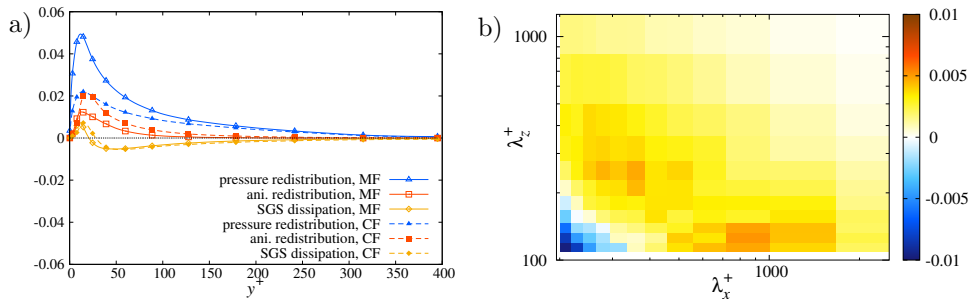 a)
0.06
0.04
0.02
0
-0.02
-0.04
-0.06
pressure redistribution, MF
ani. redistribution, MF
SGS dissipation, MF
pressure redistribution, CF
ani. redistribution, CF
SGS dissipation, CF
0 50 100 150 200 250 300 350 400
y+
b)
1000
λz+
100
1000
λx+
0.01
0.005
0
-0.005
-0.01